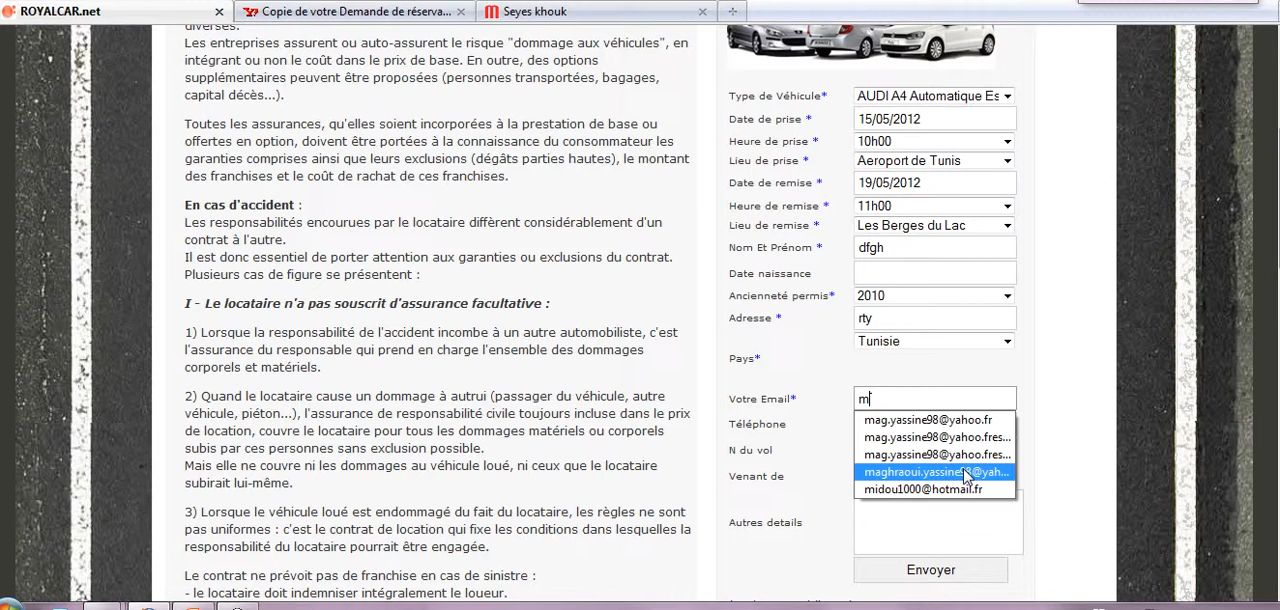 ROYALCAR.net
Copie de votre Demande de réserva...
Seyes khouk
diverses.
Les entreprises assurent ou auto-assurent le risque "dommage aux véhicules", en
intégrant ou non le coût dans le prix de base. En outre, des options
supplémentaires peuvent être proposées (personnes transportées, bagages,
capital décès...).
Toutes les assurances, qu'elles soient incorporées à la prestation de base ou
offertes en option, doivent être portées à la connaissance du consommateur les
garanties comprises ainsi que leurs exclusions (dégâts parties hautes), le montant
des franchises et le coût de rachat de ces franchises.
En cas d'accident :
Les responsabilités encourues par le locataire diffèrent considérablement d'un
contrat à l'autre.
Il est donc essentiel de porter attention aux garanties ou exclusions du contrat.
Plusieurs cas de figure se présentent :
I - Le locataire n'a pas souscrit d'assurance facultative :
1) Lorsque la responsabilité de l'accident incombe à un autre automobiliste, c'est
l'assurance du responsable qui prend en charge l'ensemble des dommages
corporels et matériels.
2) Quand le locataire cause un dommage à autrui (passager du véhicule, autre
véhicule, piéton...), l'assurance de responsabilité civile toujours incluse dans le prix
de location, couvre le locataire pour tous les dommages matériels ou corporels
subis par ces personnes sans exclusion possible.
Mais elle ne couvre ni les dommages au véhicule loué, ni ceux que le locataire
subirait lui-même.
3) Lorsque le véhicule loué est endommagé du fait du locataire, les règles ne sont
pas uniformes : c'est le contrat de location qui fixe les conditions dans lesquelles la
responsabilité du locataire pourrait être engagée.
Le contrat ne prévoit pas de franchise en cas de sinistre :
- le locataire doit indemniser intégralement le loueur.
Type de Véhicule* AUDI A4 Automatique Es
Date de prise * 15/05/2012
Heure de prise * 10h00
Lieu de prise * Aeroport de Tunis
Date de remise * 19/05/2012
Heure de remise * 11h00
Lieu de remise * Les Berges du Lac
Nom Et Prénom * dfgh
Date naissance
Ancienneté permis* 2010
Adresse * rty
Tunisie
Pays*
Votre Email* m
mag.yassine98@yahoo.fr
Téléphone
mag.yassine98@yahoo.fres...
N du vol
mag.yassine98@yahoo.fres...
Venant de
maghraoui.yassine98@yah...
midou1000@hotmail.fr
Autres details
Envoyer